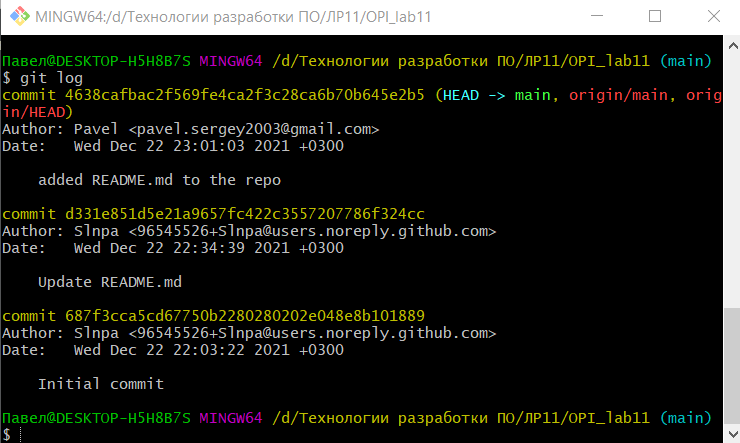 MINGW64:/d/Технологии разработки ПО/ЛР11/OPI_lab11
Павел@DESKTOP-H5H8B7S MINGW64 /d/Технологии разработки ПО/ЛР11/OPI_lab11 (main)
$ git log
commit 4638cafbac2f569fe4ca2f3c28ca6b70b645e2b5 (HEAD -> main, origin/main, orig
in/HEAD)
Author: Pavel <pavel.sergey2003@gmail.com>
Date:   Wed Dec 22 23:01:03 2021 +0300
    added README.md to the repo
commit d331e851d5e21a9657fc422c3557207786f324cc
Author: Slnpa <96545526+Slnpa@users.noreply.github.com>
Date:   Wed Dec 22 22:34:39 2021 +0300
    Update README.md
commit 687f3cca5cd67750b2280280202e048e8b101889
Author: Slnpa <96545526+Slnpa@users.noreply.github.com>
Date:   Wed Dec 22 22:03:22 2021 +0300
    Initial commit
Павел@DESKTOP-H5H8B7S MINGW64 /d/Технологии разработки ПО/ЛР11/OPI_lab11 (main)
$